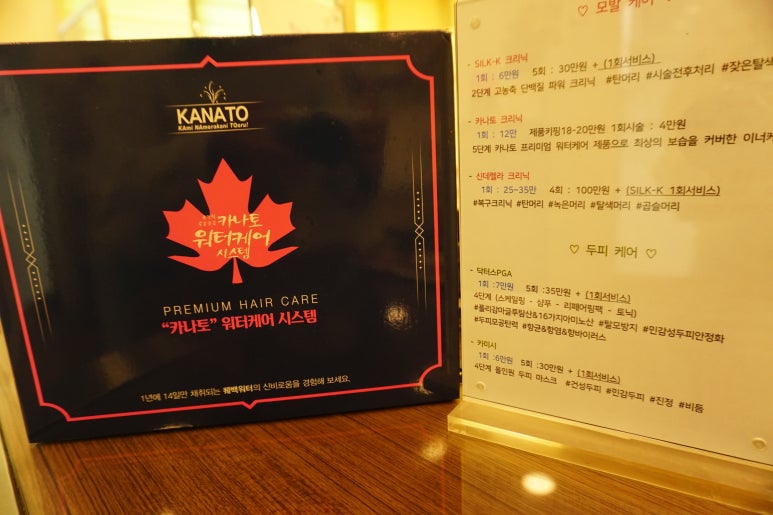 KANATO
KAmi NAmerakani TOoru!
카나토
워터케어
시스템
PREMIUM HAIR CARE
“카나토” 워터케어 시스템
1년에 14일만 채취되는 퀘백워터의 신비로움을 경험해 보세요.
♡ 모발 케어
- SILK-K 크리닉
1회 : 6만원 5회 : 30만원 + (1회서비스)
2단계 고농축 단백질 파워 크리닉 #탄머리 #시술전후처리 #잦은탈색
- 카나토 크리닉
1회 : 12만 제품키핑18-20만원 1회시술 : 4만원
5단계 카나토 프리미엄 워터케어 제품으로 최상의 보습을 커버한 이너케
- 신데렐라 크리닉
1회 : 25~35만 4회 : 100만원 + (SILK-K 1회서비스)
#복구크리닉 #탄머리 #녹은머리 #탈색머리 #곱슬머리
♡ 두피 케어 ♡
- 닥터스PGA
1회 :7만원 5회 :35만원 + (1회서비스)
4단계 (스케일링 - 샴푸 - 리페어링팩 - 토닉)
#폴리감마글루탐산&16가지아미노산 #탈모방지 #민감성두피안정화
#두피모공탄력 #항균&항염&항바이러스
- 카미시
1회 :6만원 5회 :30만원 + (1회서비스)
4단계 올인원 두피 마스크 #건성두피 #민감두피 #진정 #비듬